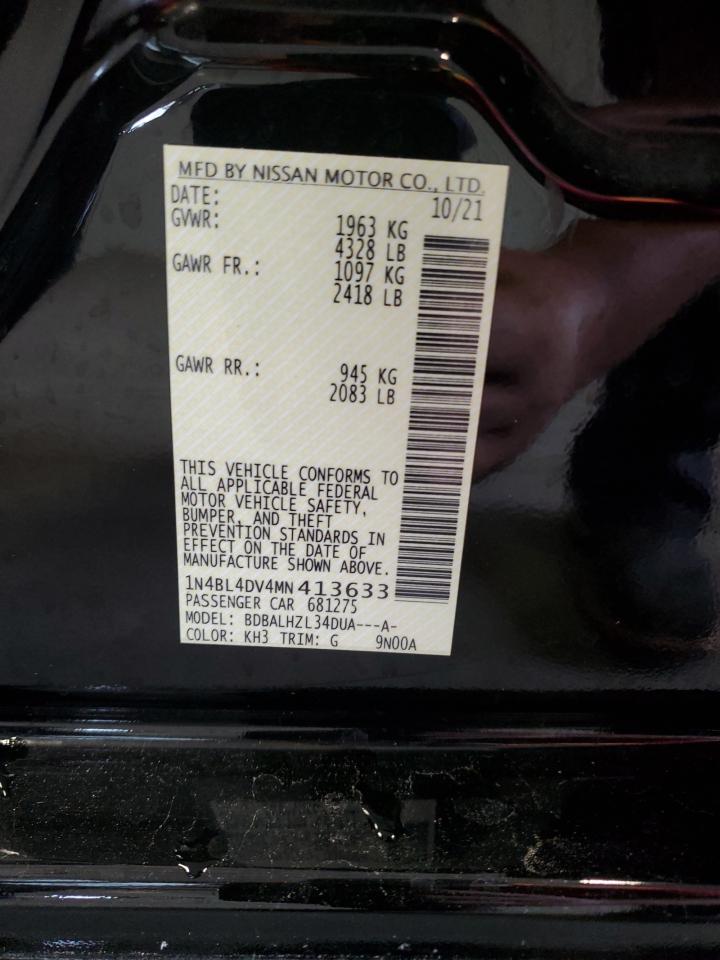 MFD BY NISSAN MOTOR CO., LTD.
DATE: 10/21
GVWR: 1963 KG
4328 LB
GAWR FR.: 1097 KG
2418 LB
GAWR RR.: 945 KG
2083 LB
THIS VEHICLE CONFORMS TO
ALL APPLICABLE FEDERAL
MOTOR VEHICLE SAFETY,
BUMPER, AND THEFT
PREVENTION STANDARDS IN
EFFECT ON THE DATE OF
MANUFACTURE SHOWN ABOVE.
1N4BL4DV4MN413633
PASSENGER CAR 681275
MODEL: BDBALHZL34DUA---A-
COLOR: KH3 TRIM: G 9N00A